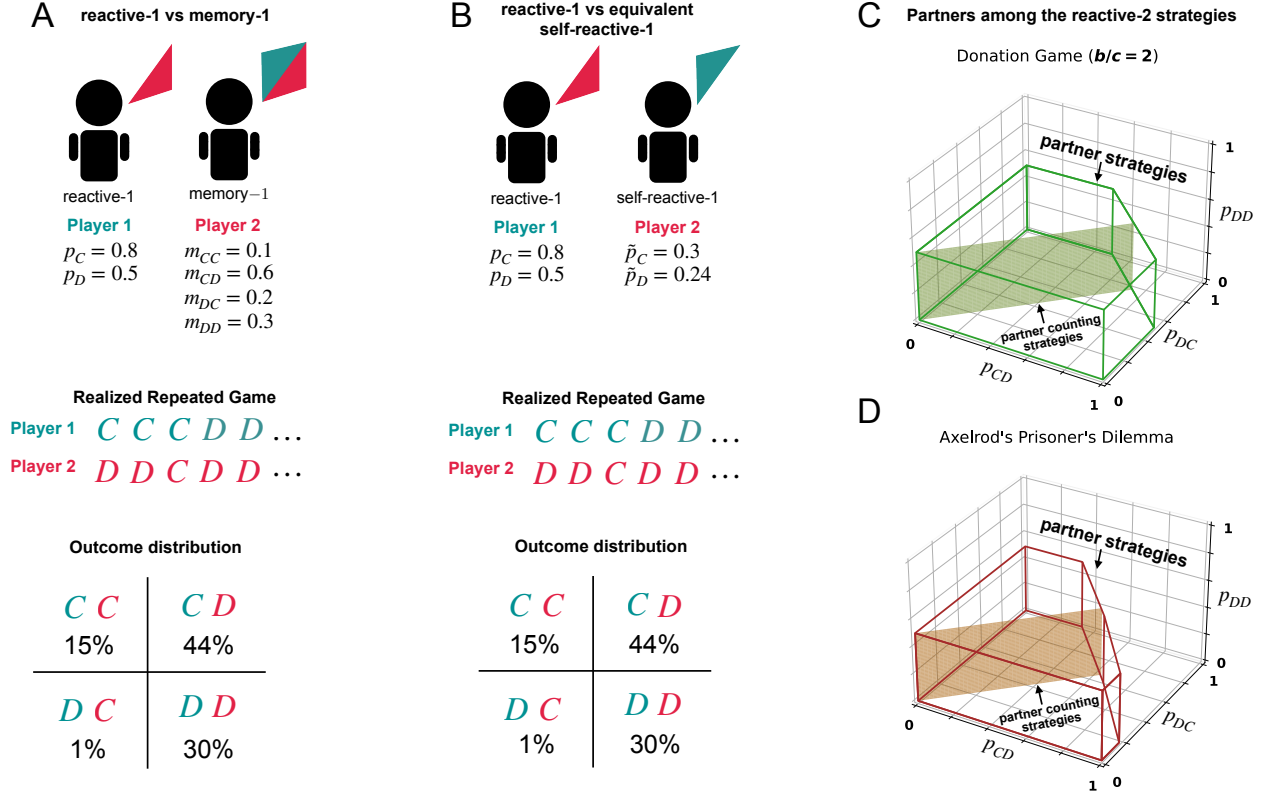 A
reactive-1 vs memory-1
reactive-1
memory−1
Player 1
Player 2
p_C = 0.8
p_D = 0.5
m_CC = 0.1
m_CD = 0.6
m_DC = 0.2
m_DD = 0.3
Realized Repeated Game
Player 1 C C C D D ...
Player 2 D D C D D ...
Outcome distribution
C C
15%
C D
44%
D C
1%
D D
30%
B
reactive-1 vs equivalent
self-reactive-1
reactive-1
self-reactive-1
Player 1
Player 2
p_C = 0.8
p_D = 0.5
p̃_C = 0.3
p̃_D = 0.24
Realized Repeated Game
Player 1 C C C D D ...
Player 2 D D C D D ...
Outcome distribution
C C
15%
C D
44%
D C
1%
D D
30%
C
Partners among the reactive-2 strategies
Donation Game (b/c = 2)
partner strategies
partner counting
strategies
1
p_DD
0
1
p_DC
0
p_CD
1
0
D
Axelrod's Prisoner's Dilemma
partner strategies
partner counting
strategies
1
p_DD
0
1
p_DC
0
p_CD
1
0